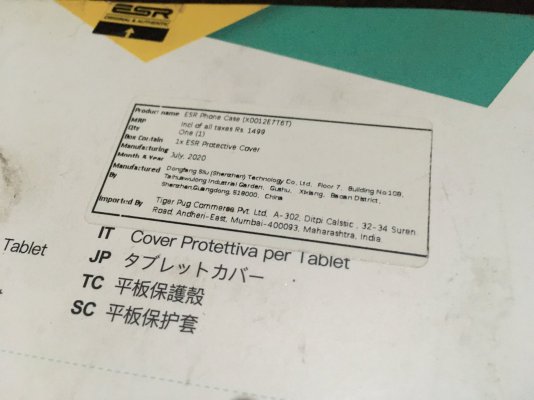 ESR
ORIGINAL & AUTHENTIC
Product name ESR Phone Case (X0012E7T6T)
MRP Incl of all taxes Rs. 1499
Qty One (1)
Box Contain 1x ESR Protective Cover
Manufacturing
Month & Year July, 2020
Manufactured By Dongfang Siu (Shenzhen) Technology Co., Ltd, Floor 7, Building No.10B,
Taihuawutong Industrial Garden, Gushu, Xixiang, Baoan District,
Shenzhen, Guangdong, 518000, China
Imported By Tiger Pug Commerce Pvt. Ltd, A-302, Ditpi Calstic, 32-34 Suren
Road, Andheri-East, Mumbai-400093, Maharashtra, India
IT Cover Protettiva per Tablet
Tablet
JP タブレットカバー
TC 平板保護殼
SC 平板保护套